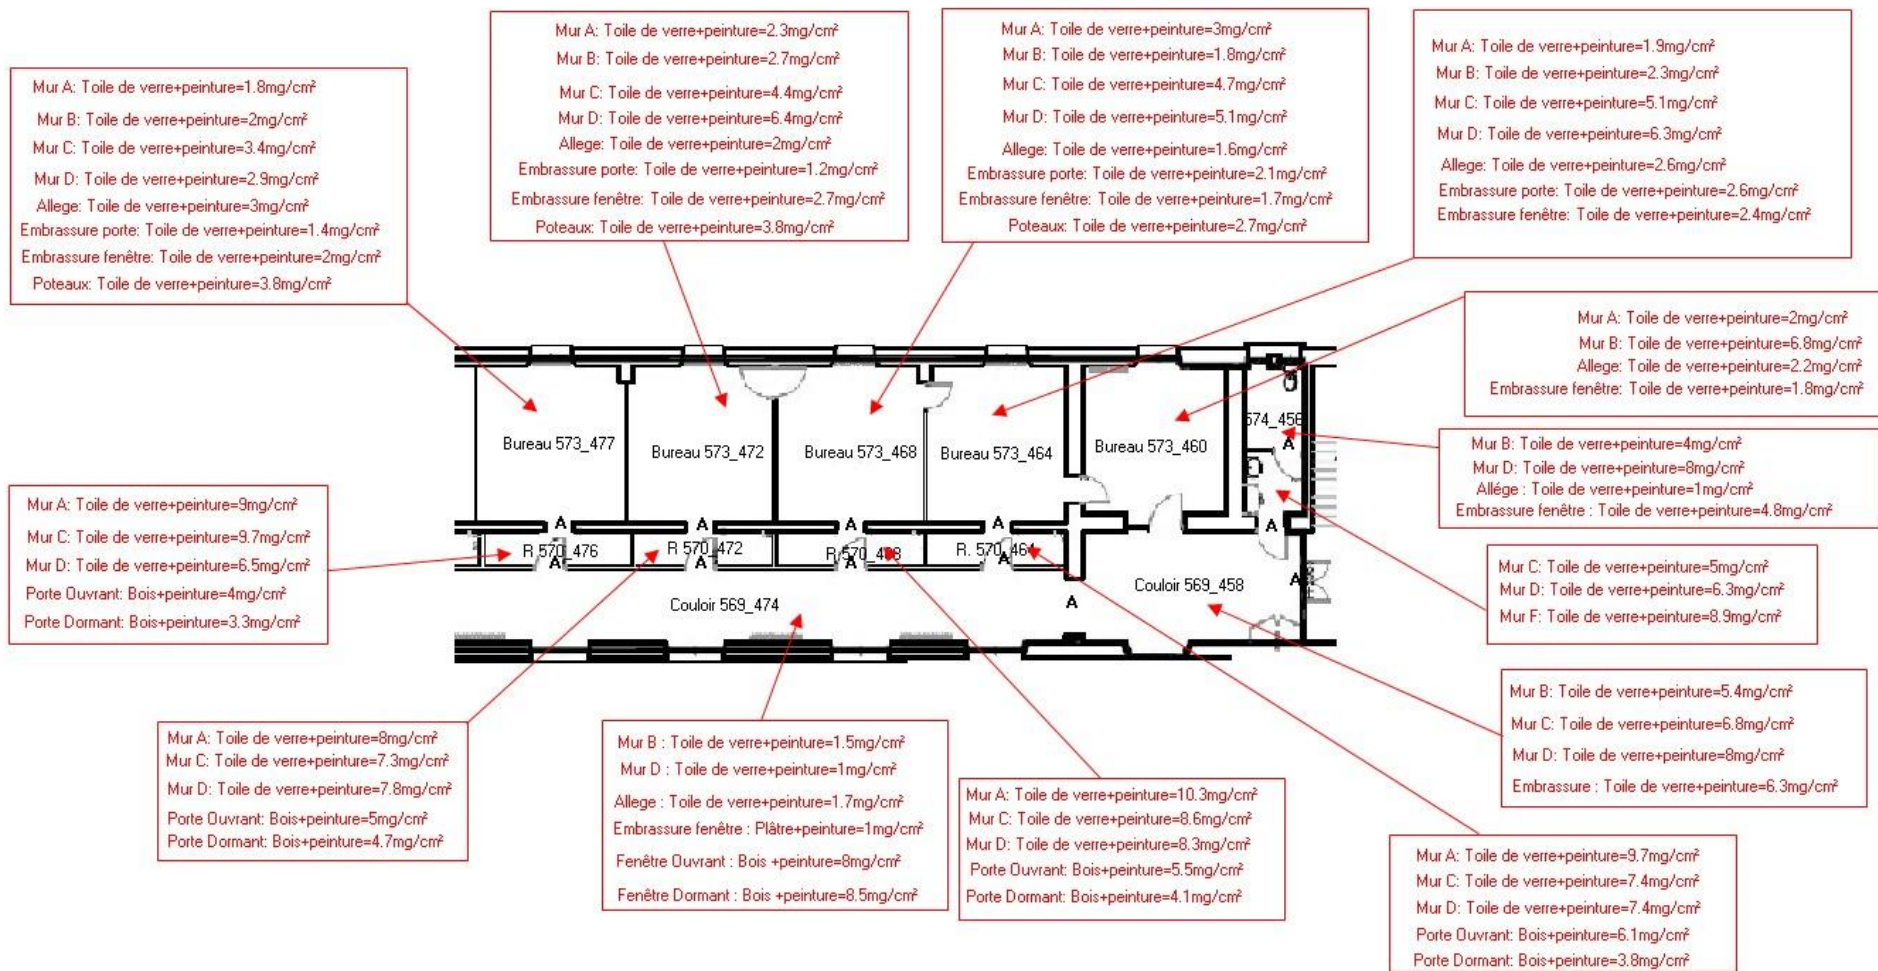 Mur A: Toile de verre+peinture=1.8mg/cm²
Mur B: Toile de verre+peinture=2mg/cm²
Mur C: Toile de verre+peinture=3.4mg/cm²
Mur D: Toile de verre+peinture=2.9mg/cm²
Allege: Toile de verre+peinture=3mg/cm²
Embrassure porte: Toile de verre+peinture=1.4mg/cm²
Embrassure fenêtre: Toile de verre+peinture=2mg/cm²
Poteaux: Toile de verre+peinture=3.8mg/cm²
Mur A: Toile de verre+peinture=2.3mg/cm²
Mur B: Toile de verre+peinture=2.7mg/cm²
Mur C: Toile de verre+peinture=4.4mg/cm²
Mur D: Toile de verre+peinture=6.4mg/cm²
Allege: Toile de verre+peinture=2mg/cm²
Embrassure porte: Toile de verre+peinture=1.2mg/cm²
Embrassure fenêtre: Toile de verre+peinture=2.7mg/cm²
Poteaux: Toile de verre+peinture=3.8mg/cm²
Mur A: Toile de verre+peinture=3mg/cm²
Mur B: Toile de verre+peinture=1.8mg/cm²
Mur C: Toile de verre+peinture=4.7mg/cm²
Mur D: Toile de verre+peinture=5.1mg/cm²
Allege: Toile de verre+peinture=1.6mg/cm²
Embrassure porte: Toile de verre+peinture=2.1mg/cm²
Embrassure fenêtre: Toile de verre+peinture=1.7mg/cm²
Poteaux: Toile de verre+peinture=2.7mg/cm²
Mur A: Toile de verre+peinture=1.9mg/cm²
Mur B: Toile de verre+peinture=2.3mg/cm²
Mur C: Toile de verre+peinture=5.1mg/cm²
Mur D: Toile de verre+peinture=6.3mg/cm²
Allege: Toile de verre+peinture=2.6mg/cm²
Embrassure porte: Toile de verre+peinture=2.6mg/cm²
Embrassure fenêtre: Toile de verre+peinture=2.4mg/cm²
Mur A: Toile de verre+peinture=2mg/cm²
Mur B: Toile de verre+peinture=6.8mg/cm²
Allege: Toile de verre+peinture=2.2mg/cm²
Embrassure fenêtre: Toile de verre+peinture=1.8mg/cm²
Bureau 573_477
Bureau 573_472
Bureau 573_468
Bureau 573_464
Bureau 573_460
574_456
A
Mur B: Toile de verre+peinture=4mg/cm²
Mur D: Toile de verre+peinture=8mg/cm²
Allége : Toile de verre+peinture=1mg/cm²
Embrassure fenêtre : Toile de verre+peinture=4.8mg/cm²
Mur A: Toile de verre+peinture=9mg/cm²
Mur C: Toile de verre+peinture=9.7mg/cm²
Mur D: Toile de verre+peinture=6.5mg/cm²
Porte Ouvrant: Bois+peinture=4mg/cm²
Porte Dormant: Bois+peinture=3.3mg/cm²
A
A
A
A
A
R 570_476
R 570_472
R. 570_464
A
A
A
A
A
Couloir 569_474
A
Couloir 569_458
Mur C: Toile de verre+peinture=5mg/cm²
Mur D: Toile de verre+peinture=6.3mg/cm²
Mur F: Toile de verre+peinture=8.9mg/cm²
Mur B: Toile de verre+peinture=5.4mg/cm²
Mur C: Toile de verre+peinture=6.8mg/cm²
Mur D: Toile de verre+peinture=8mg/cm²
Embrassure : Toile de verre+peinture=6.3mg/cm²
Mur A: Toile de verre+peinture=8mg/cm²
Mur C: Toile de verre+peinture=7.3mg/cm²
Mur D: Toile de verre+peinture=7.8mg/cm²
Porte Ouvrant: Bois+peinture=5mg/cm²
Porte Dormant: Bois+peinture=4.7mg/cm²
Mur B : Toile de verre+peinture=1.5mg/cm²
Mur D : Toile de verre+peinture=1mg/cm²
Allege : Toile de verre+peinture=1.7mg/cm²
Embrassure fenêtre : Plâtre+peinture=1mg/cm²
Fenêtre Ouvrant : Bois +peinture=8mg/cm²
Fenêtre Dormant : Bois +peinture=8.5mg/cm²
Mur A: Toile de verre+peinture=10.3mg/cm²
Mur C: Toile de verre+peinture=8.6mg/cm²
Mur D: Toile de verre+peinture=8.3mg/cm²
Porte Ouvrant: Bois+peinture=5.5mg/cm²
Porte Dormant: Bois+peinture=4.1mg/cm²
Mur A: Toile de verre+peinture=9.7mg/cm²
Mur C: Toile de verre+peinture=7.4mg/cm²
Mur D: Toile de verre+peinture=7.4mg/cm²
Porte Ouvrant: Bois+peinture=6.1mg/cm²
Porte Dormant: Bois+peinture=3.8mg/cm²